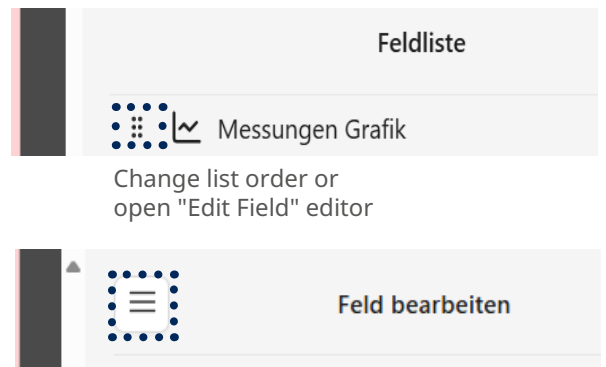 Feldliste
Messungen Grafik
Change list order or
open "Edit Field" editor
Feld bearbeiten